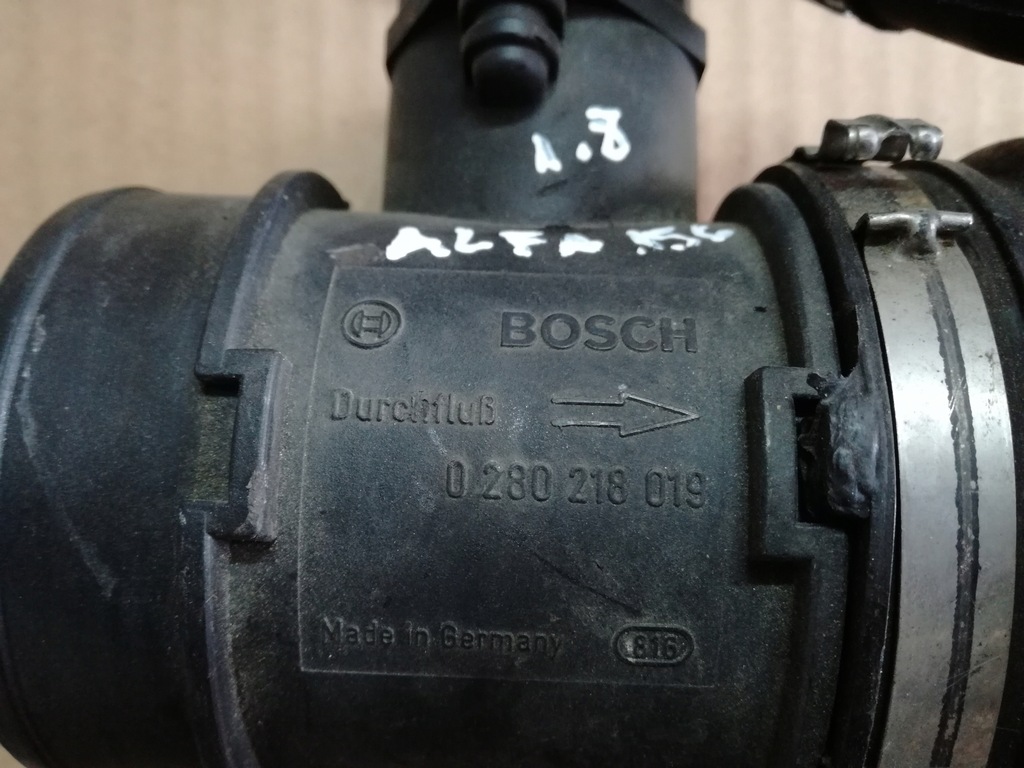 1.8
ALFA
BOSCH
Durchfluß
0 280 218 019
Made in Germany 816